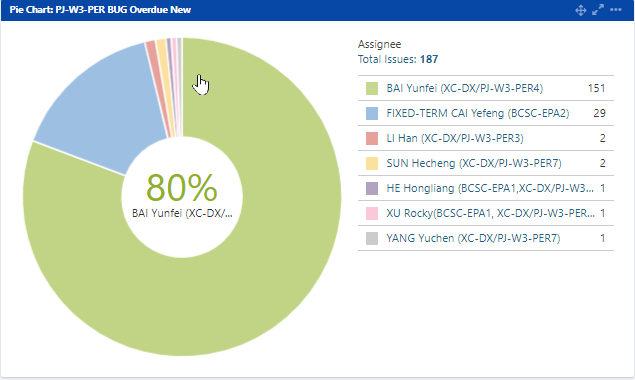 Pie Chart: PJ-W3-PER BUG Overdue New
Assignee
Total Issues: 187
BAI Yunfei (XC-DX/PJ-W3-PER4) 151
FIXED-TERM CAI Yefeng (BCSC-EPA2) 29
LI Han (XC-DX/PJ-W3-PER3) 2
SUN Hecheng (XC-DX/PJ-W3-PER7) 2
HE Hongliang (BCSC-EPA1,XC-DX/PJ-W3... 1
XU Rocky(BCSC-EPA1, XC-DX/PJ-W3-PER... 1
YANG Yuchen (XC-DX/PJ-W3-PER7) 1
80%
BAI Yunfei (XC-DX/...